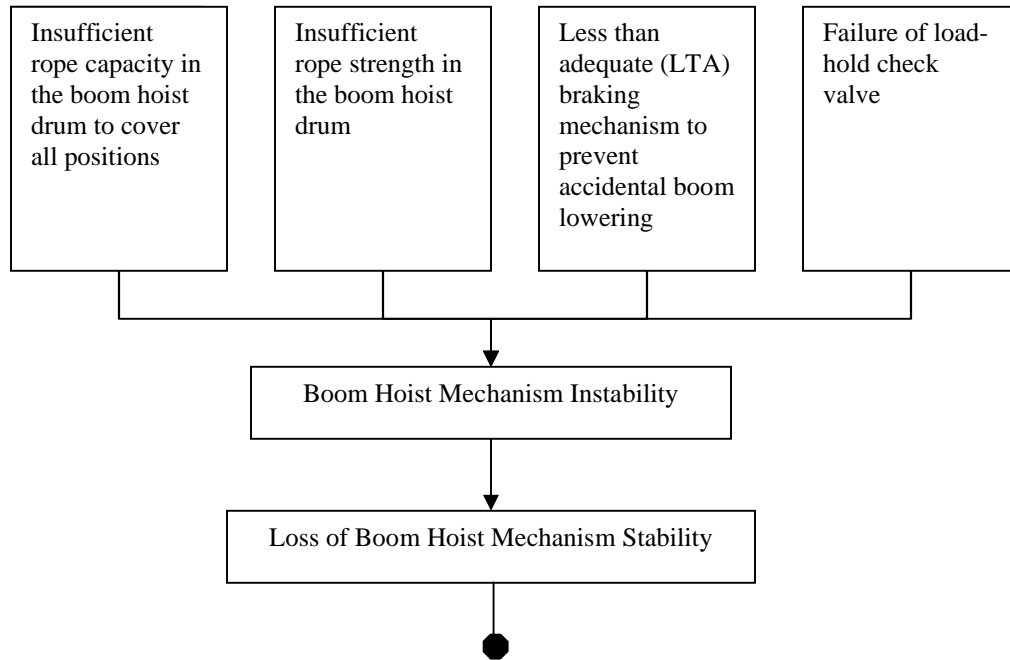 Insufficient
rope capacity in
the boom hoist
drum to cover
all positions
Insufficient
rope strength in
the boom hoist
drum
Less than
adequate (LTA)
braking
mechanism to
prevent
accidental boom
lowering
Failure of load-
hold check
valve
Boom Hoist Mechanism Instability
Loss of Boom Hoist Mechanism Stability